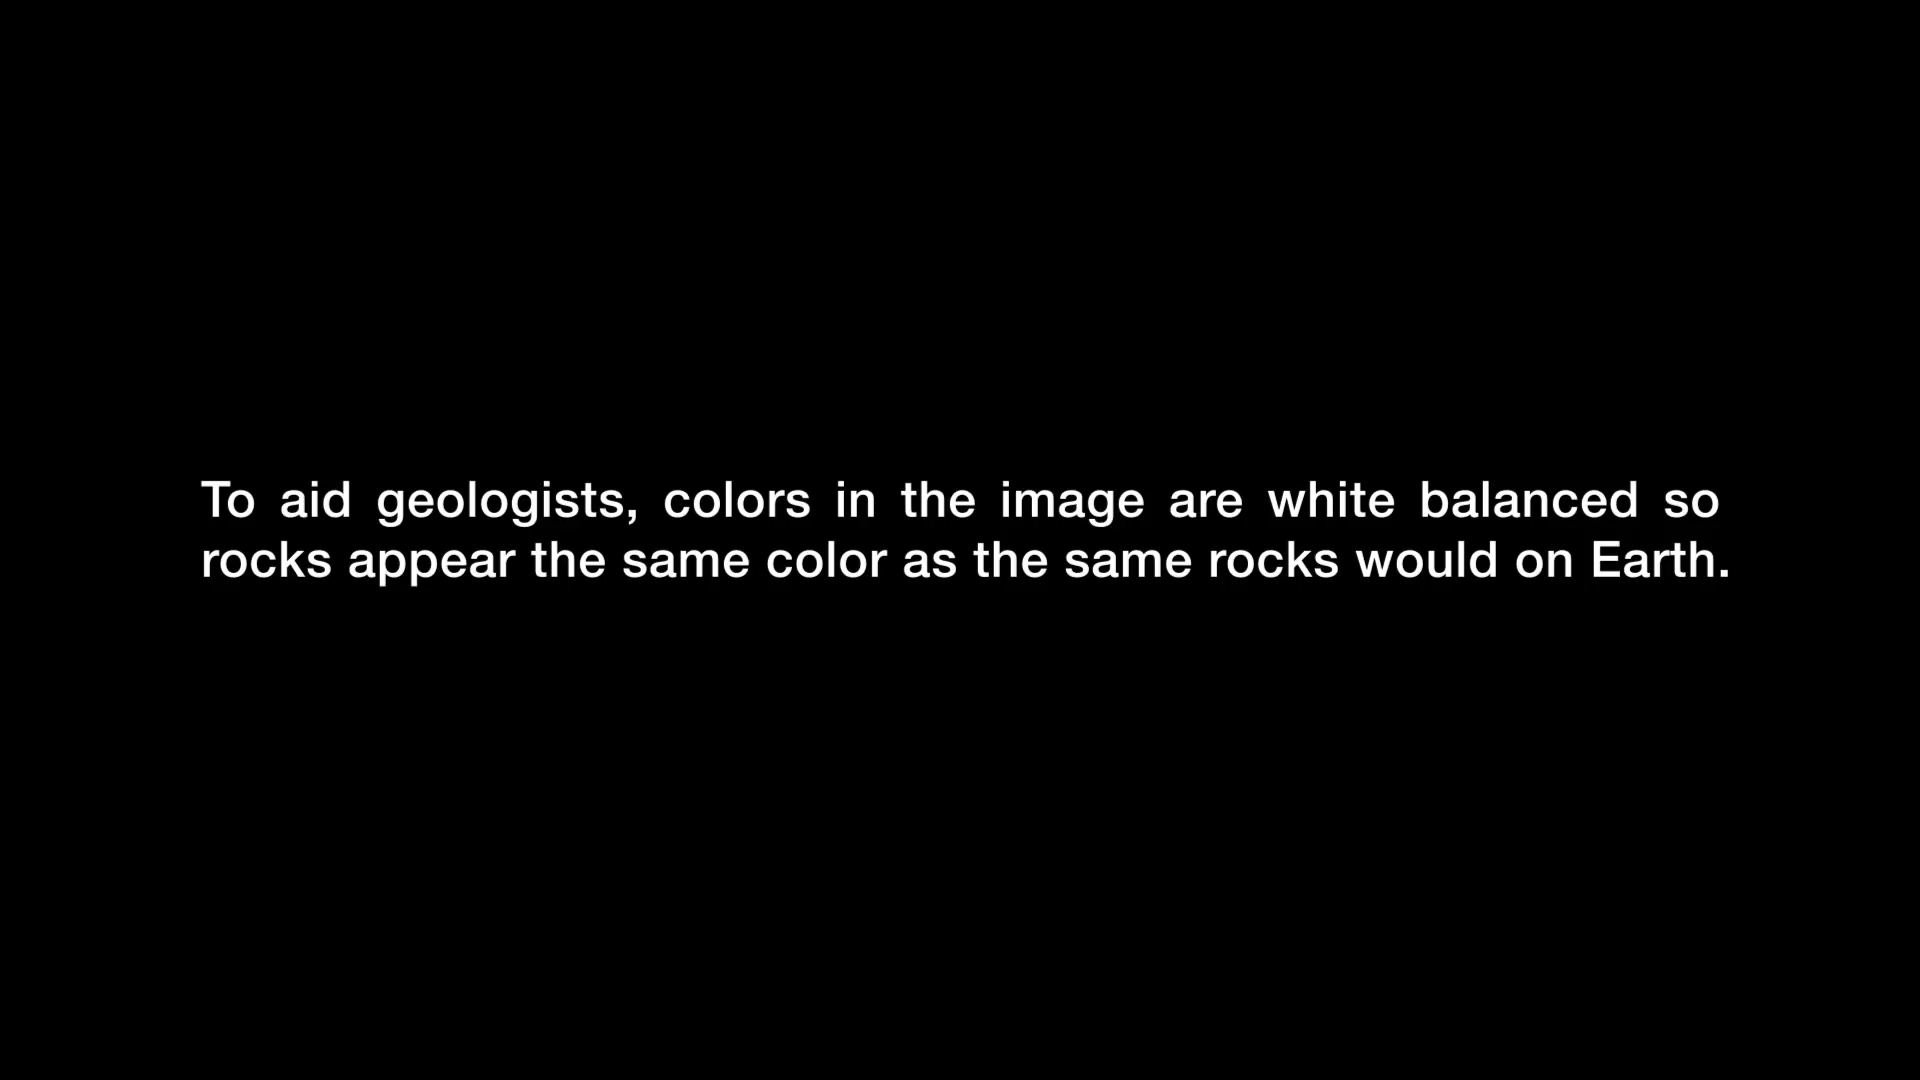 To aid geologists, colors in the image are white balanced so
rocks appear the same color as the same rocks would on Earth.